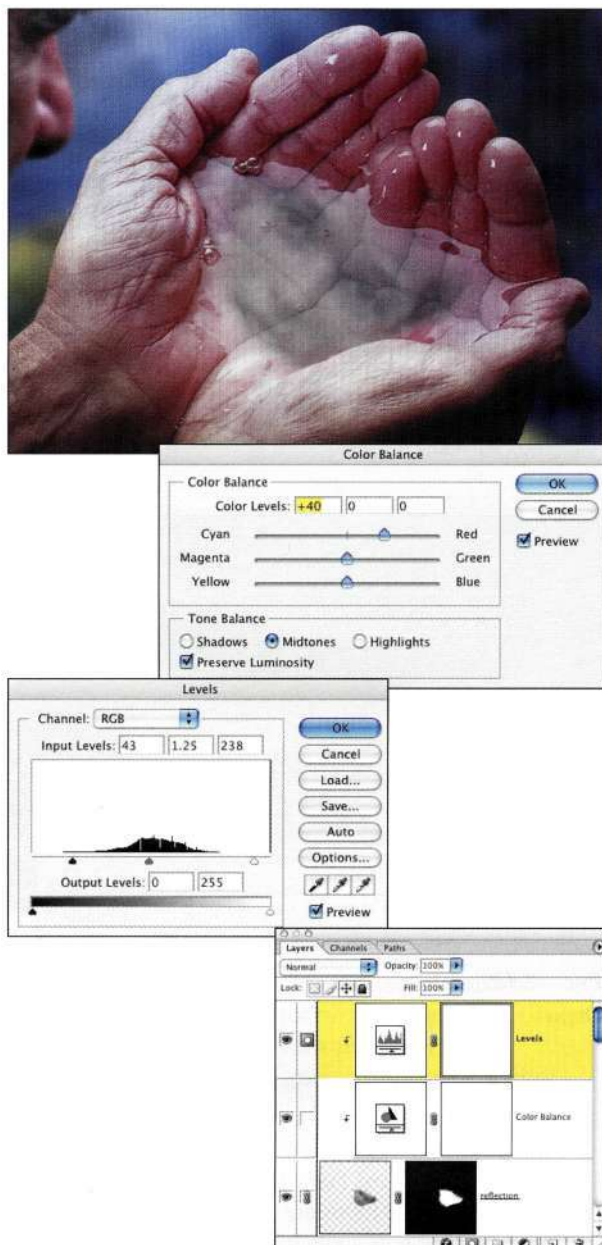 Color Balance
Color Balance
OK
Color Levels: +40 0 0
Cancel
Cyan Red
Preview
Magenta Green
Yellow Blue
Tone Balance
Shadows Midtones Highlights
Preserve Luminosity
Levels
Channel: RGB
OK
Input Levels: 43 1.25 238
Cancel
Load...
Save...
Auto
Options...
Output Levels: 0 255
Preview
Layers Channels Paths
Normal Opacity: 100%
Lock: Fill: 100%
Levels
Color Balance
reflection